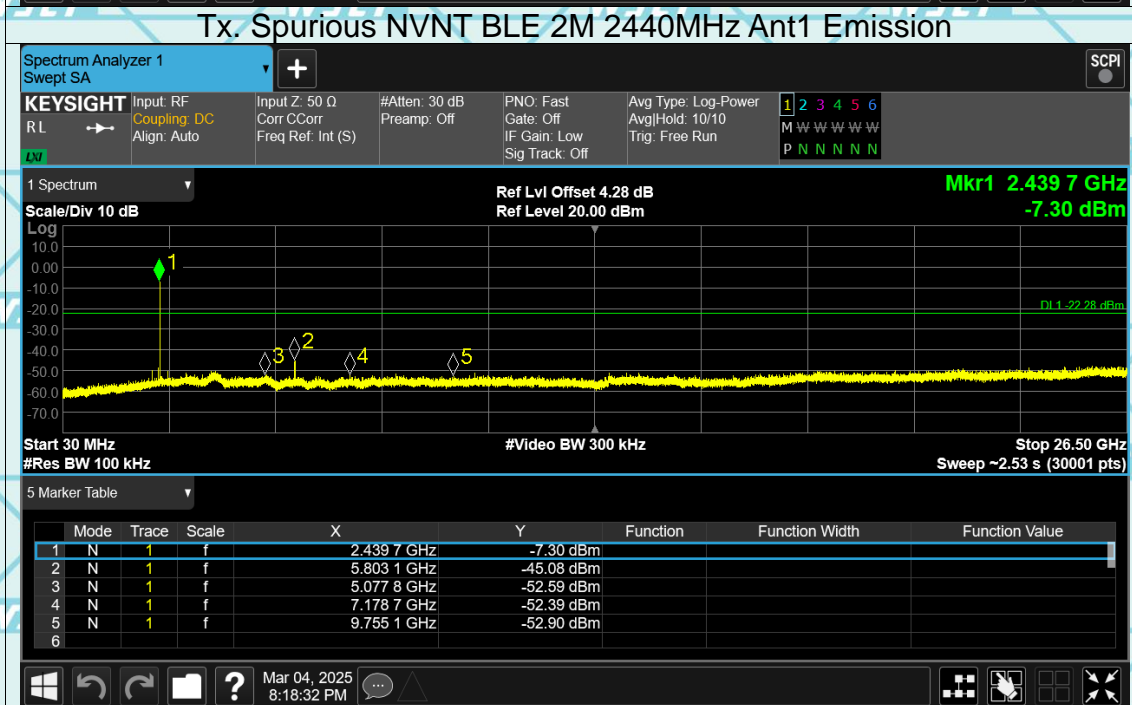 Tx. Spurious NVNT BLE 2M 2440MHz Ant1 Emission
Spectrum Analyzer 1
Swept SA
+
SCPI
KEYSIGHT Input: RF Input Z: 50 Ω #Atten: 30 dB PNO: Fast Avg Type: Log-Power 1 2 3 4 5 6
R L Coupling: DC Corr CCorr Preamp: Off Gate: Off Avg|Hold: 10/10 M W W W W W
Align: Auto Freq Ref: Int (S) IF Gain: Low Trig: Free Run P N N N N N
LXI Sig Track: Off
1 Spectrum Ref Lvl Offset 4.28 dB Mkr1 2.439 7 GHz
Scale/Div 10 dB Ref Level 20.00 dBm -7.30 dBm
Log
10.0
0.00 1
-10.0
-20.0 DL1 -22.28 dBm
-30.0
-40.0 3 2 4 5
-50.0
-60.0
-70.0
Start 30 MHz #Video BW 300 kHz Stop 26.50 GHz
#Res BW 100 kHz Sweep ~2.53 s (30001 pts)
5 Marker Table
Mode Trace Scale X Y Function Function Width Function Value
1 N 1 f 2.439 7 GHz -7.30 dBm
2 N 1 f 5.803 1 GHz -45.08 dBm
3 N 1 f 5.077 8 GHz -52.59 dBm
4 N 1 f 7.178 7 GHz -52.39 dBm
5 N 1 f 9.755 1 GHz -52.90 dBm
6
? Mar 04, 2025
8:18:32 PM